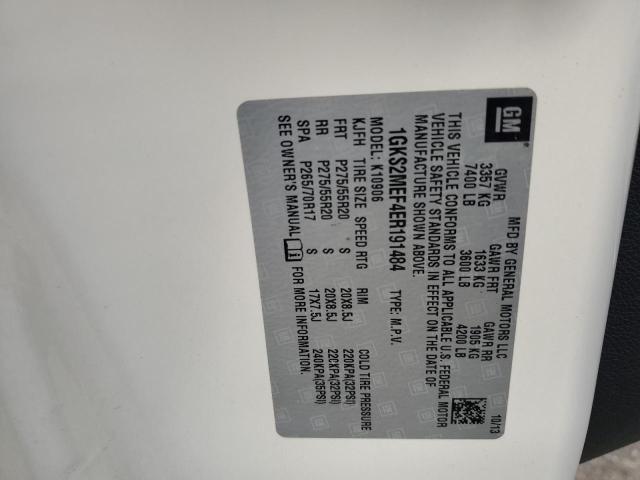 GM
MFD BY GENERAL MOTORS LLC 10/13
GVWR GAWR FRT GAWR RR
3357 KG 1633 KG 1905 KG
7400 LB 3600 LB 4200 LB
THIS VEHICLE CONFORMS TO ALL APPLICABLE U.S. FEDERAL MOTOR
VEHICLE SAFETY STANDARDS IN EFFECT ON THE DATE OF
MANUFACTURE SHOWN ABOVE.
1GKS2MEF4ER191484 TYPE: M.P.V.
MODEL: K10906
KJFH TIRE SIZE SPEED RTG RIM COLD TIRE PRESSURE
FRT P275/55R20 S 20X8.5J 220KPA(32PSI)
RR P275/55R20 S 20X8.5J 220KPA(32PSI)
SPA P265/70R17 S 17X7.5J 240KPA(35PSI)
SEE OWNER'S MANUAL i FOR MORE INFORMATION.